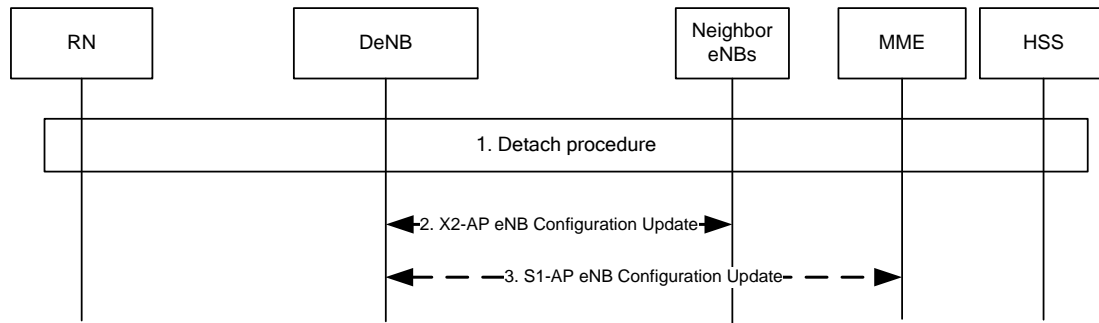 RN
DeNB
Neighbor
eNBs
MME
HSS
1. Detach procedure
2. X2-AP eNB Configuration Update
3. S1-AP eNB Configuration Update